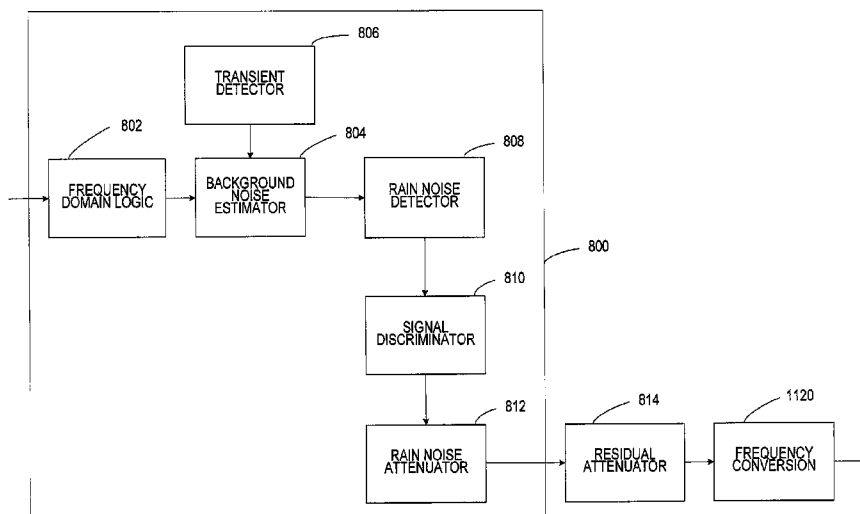 806
TRANSIENT
DETECTOR
802
804
808
FREQUENCY
DOMAIN LOGIC
BACKGROUND
NOISE
ESTIMATOR
RAIN NOISE
DETECTOR
800
810
SIGNAL
DISCRIMINATOR
812
814
1120
RAIN NOISE
ATTENUATOR
RESIDUAL
ATTENUATOR
FREQUENCY
CONVERSION